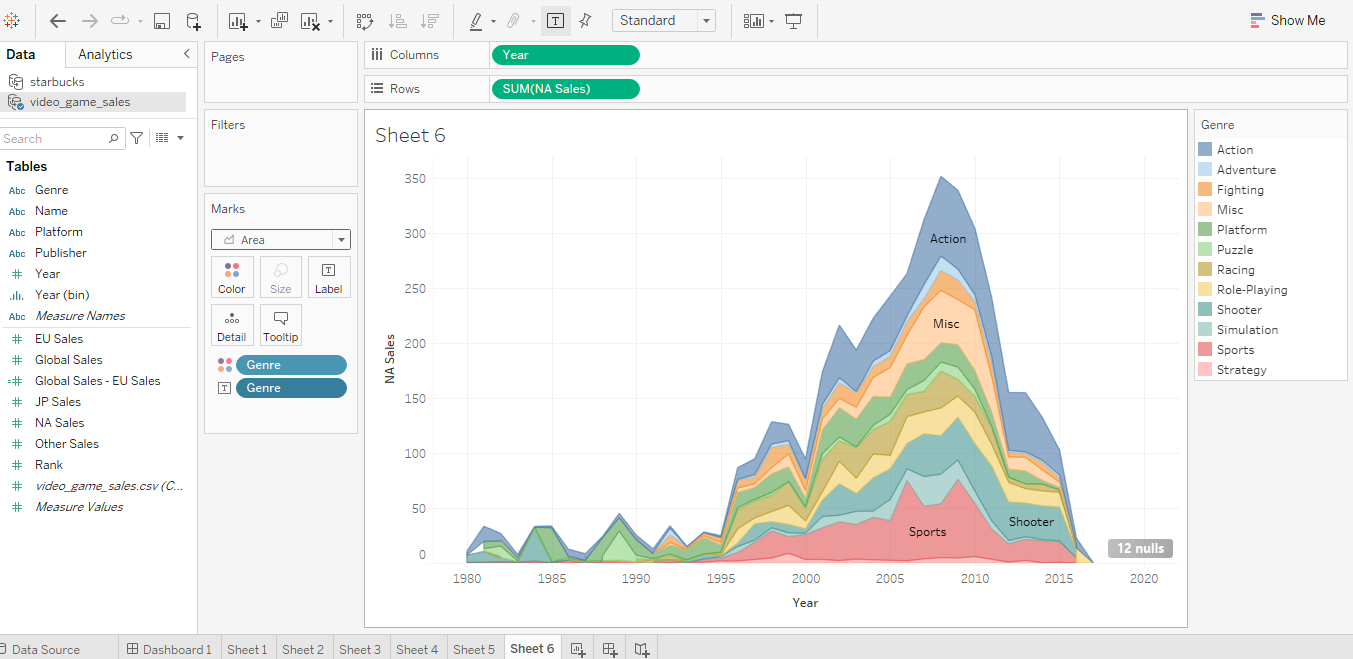 Standard
Show Me
Data
Analytics
starbucks
video_game_sales
Search
Tables
Abc Genre
Abc Name
Abc Platform
Abc Publisher
Year
Year (bin)
Abc Measure Names
EU Sales
Global Sales
Global Sales - EU Sales
JP Sales
NA Sales
Other Sales
Rank
video_game_sales.csv (C...
Measure Values
Pages
Filters
Marks
Area
Color
Size
T
Label
Detail
Tooltip
Genre
T Genre
Columns
Year
Rows
SUM(NA Sales)
Sheet 6
NA Sales
350
300
250
200
150
100
50
0
Action
Misc
Sports
Shooter
12 nulls
1980 1985 1990 1995 2000 2005 2010 2015 2020
Year
Genre
Action
Adventure
Fighting
Misc
Platform
Puzzle
Racing
Role-Playing
Shooter
Simulation
Sports
Strategy
Data Source
Dashboard 1
Sheet 1
Sheet 2
Sheet 3
Sheet 4
Sheet 5
Sheet 6